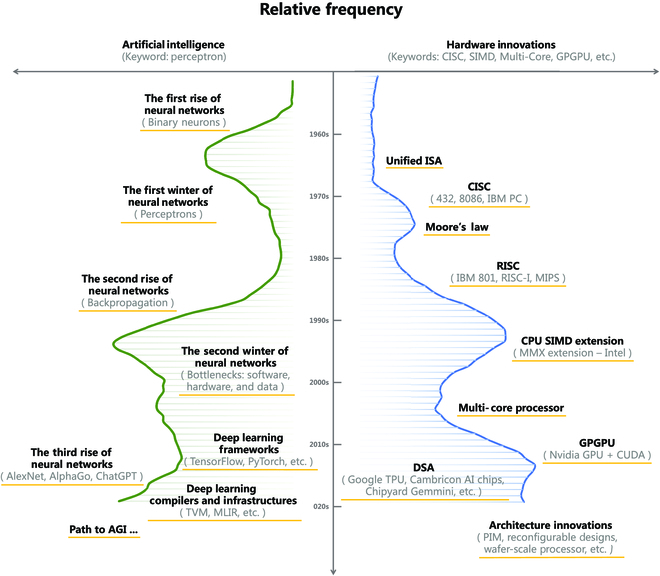 Relative frequency
Artificial intelligence
(Keyword: perceptron)
Hardware innovations
(Keywords: CISC, SIMD, Multi-Core, GPGPU, etc.)
The first rise of
neural networks
( Binary neurons )
1960s
Unified ISA
The first winter of
neural networks
( Perceptrons )
1970s
CISC
( 432, 8086, IBM PC )
Moore's law
1980s
RISC
( IBM 801, RISC-I, MIPS )
The second rise of
neural networks
( Backpropagation )
1990s
CPU SIMD extension
( MMX extension – Intel )
The second winter of
neural networks
( Bottlenecks: software,
hardware, and data )
2000s
Multi-core processor
Deep learning
frameworks
( TensorFlow, PyTorch, etc. )
2010s
GPGPU
( Nvidia GPU + CUDA )
The third rise of
neural networks
( AlexNet, AlphaGo, ChatGPT )
DSA
( Google TPU, Cambricon AI chips,
Chipyard Gemmini, etc. )
Deep learning
compilers and infrastructures
( TVM, MLIR, etc. )
020s
Path to AGI ...
Architecture innovations
( PIM, reconfigurable designs,
wafer-scale processor, etc. )